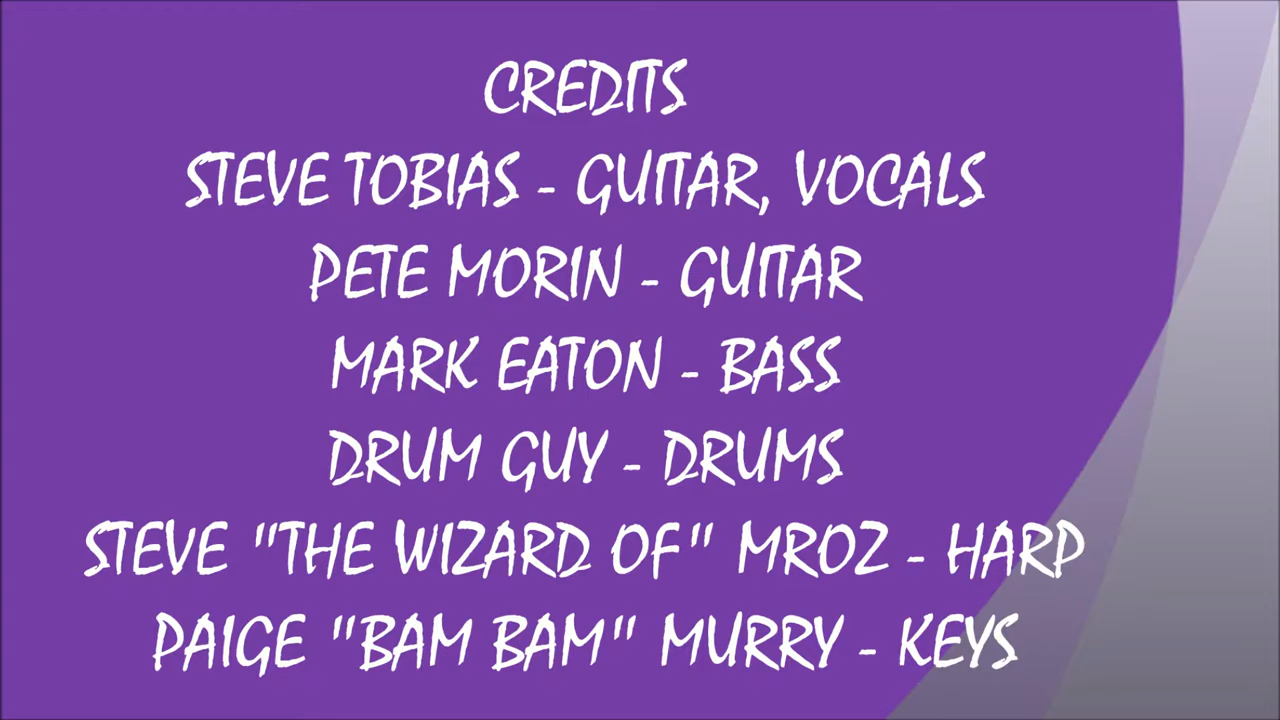 CREDITS
STEVE TOBIAS - GUITAR, VOCALS
PETE MORIN - GUITAR
MARK EATON - BASS
DRUM GUY - DRUMS
STEVE "THE WIZARD OF" MROZ - HARP
PAIGE "BAM BAM" MURRY - KEYS